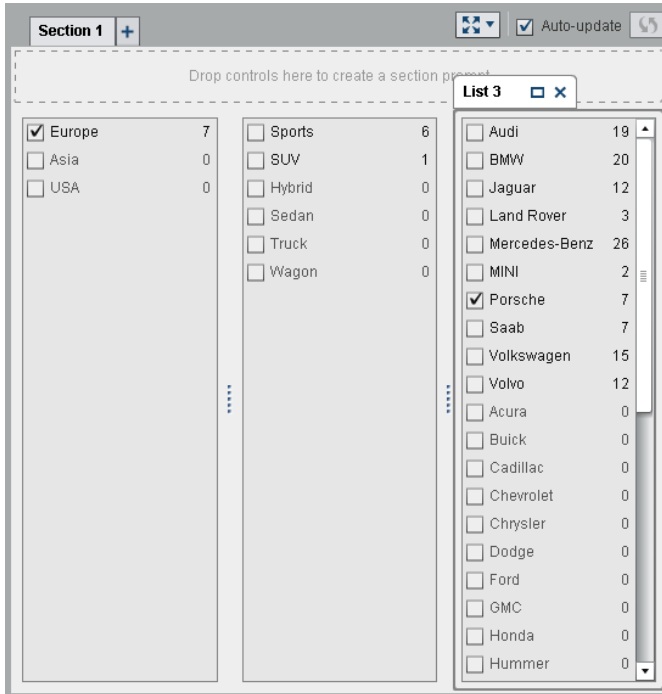 Section 1 +
Auto-update
Drop controls here to create a section prompt
List 3
Europe 7
Asia 0
USA 0
Sports 6
SUV 1
Hybrid 0
Sedan 0
Truck 0
Wagon 0
Audi 19
BMW 20
Jaguar 12
Land Rover 3
Mercedes-Benz 26
MINI 2
Porsche 7
Saab 7
Volkswagen 15
Volvo 12
Acura 0
Buick 0
Cadillac 0
Chevrolet 0
Chrysler 0
Dodge 0
Ford 0
GMC 0
Honda 0
Hummer 0